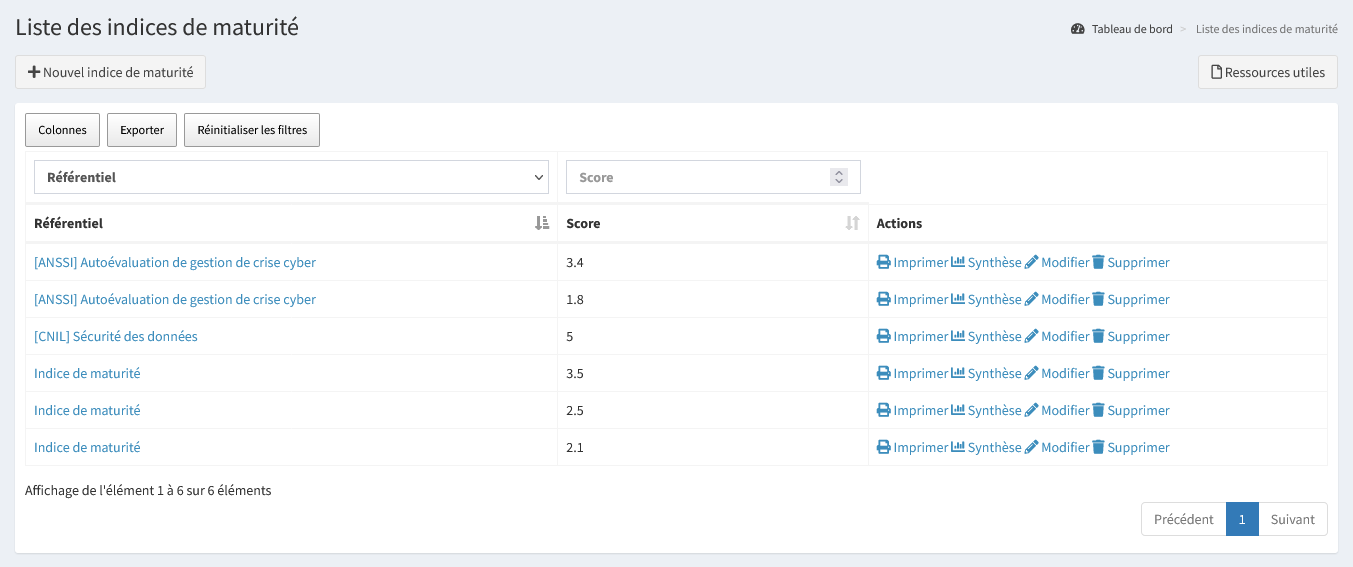 Liste des indices de maturité
Tableau de bord > Liste des indices de maturité
Nouvel indice de maturité
Ressources utiles
Colonnes Exporter Réinitialiser les filtres
Référentiel Score
Référentiel Score Actions
[ANSSI] Autoévaluation de gestion de crise cyber 3.4 Imprimer Synthèse Modifier Supprimer
[ANSSI] Autoévaluation de gestion de crise cyber 1.8 Imprimer Synthèse Modifier Supprimer
[CNIL] Sécurité des données 5 Imprimer Synthèse Modifier Supprimer
Indice de maturité 3.5 Imprimer Synthèse Modifier Supprimer
Indice de maturité 2.5 Imprimer Synthèse Modifier Supprimer
Indice de maturité 2.1 Imprimer Synthèse Modifier Supprimer
Affichage de l'élément 1 à 6 sur 6 éléments
Précédent 1 Suivant